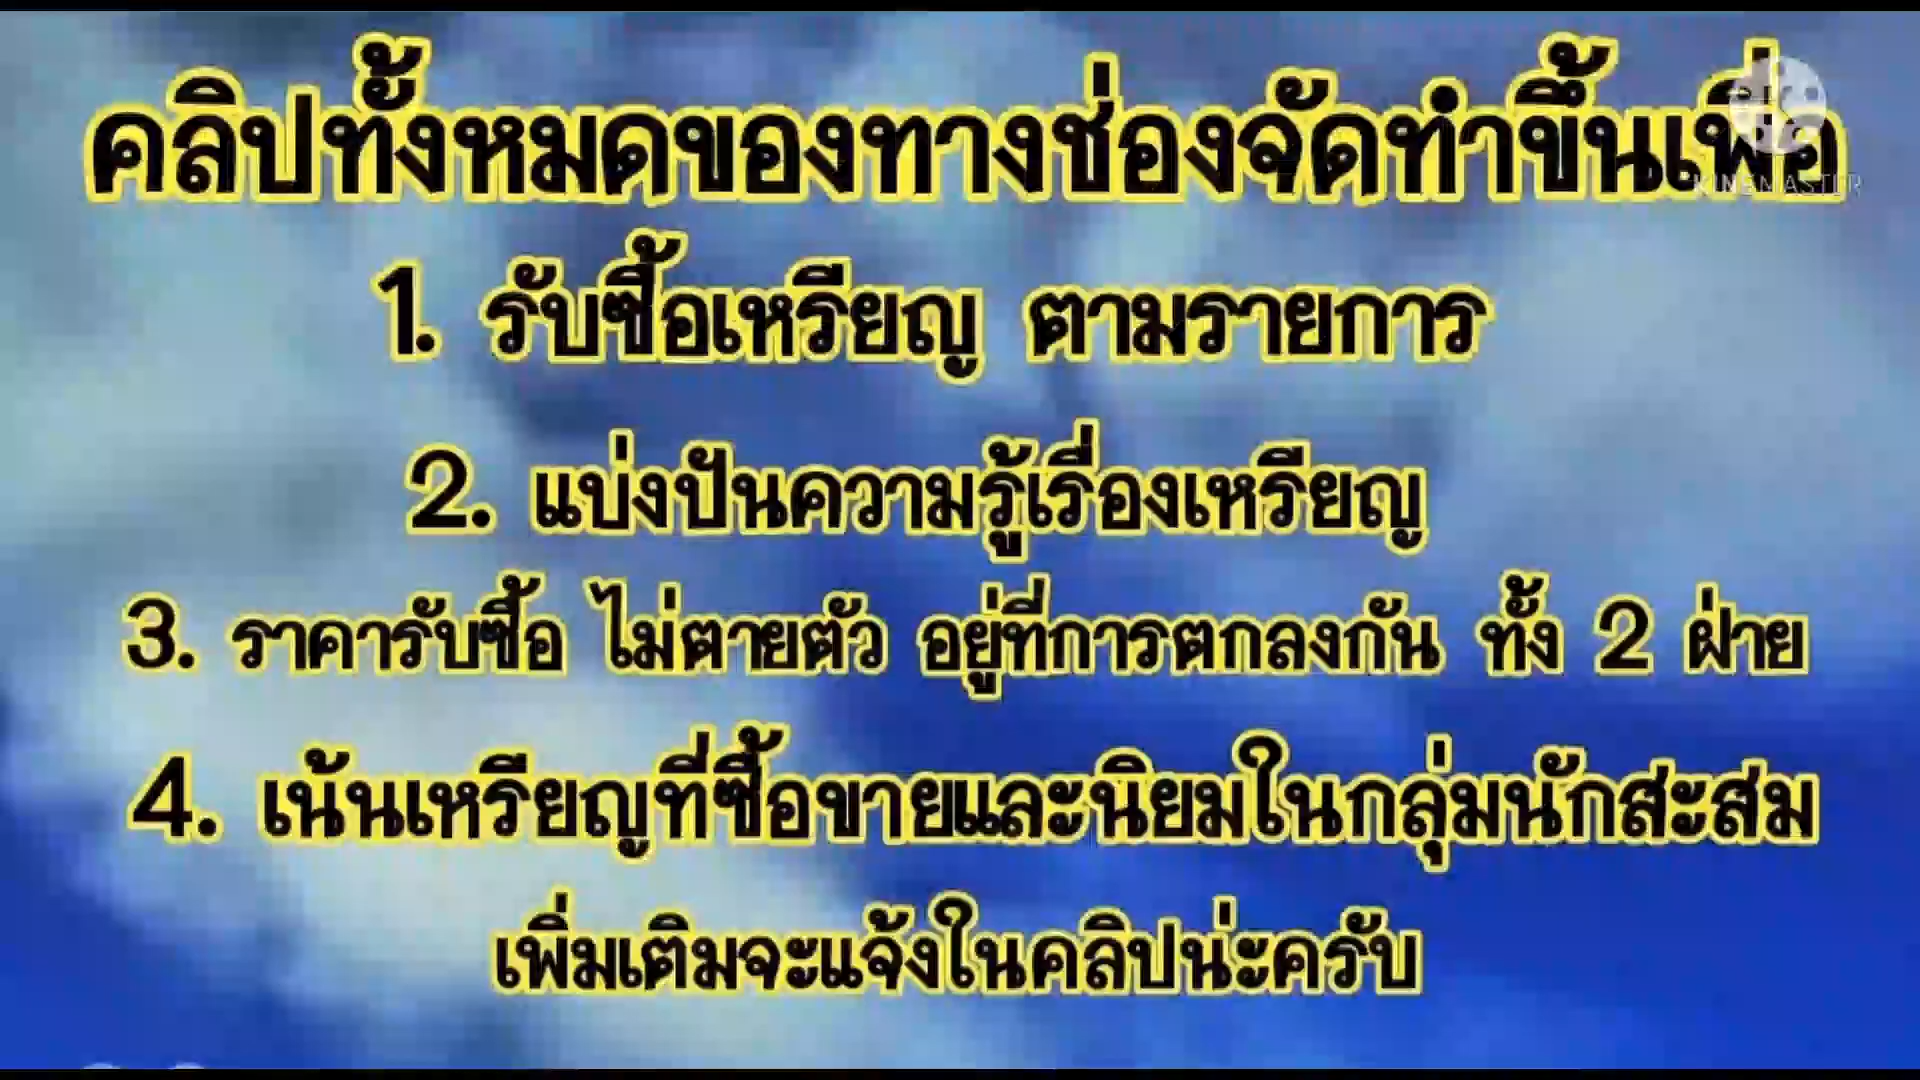 คลิปทั้งหมดของทางช่องจัดทำขึ้นเพื่อ
KINEMASTER
1. รับซื้อเหรียญ ตามรายการ
2. แบ่งปันความรู้เรื่องเหรียญ
3. ราคารับซื้อ ไม่ตายตัว อยู่ที่การตกลงกัน ทั้ง 2 ฝ่าย
4. เน้นเหรียญที่ซื้อขายและนิยมในกลุ่มนักสะสม
เพิ่มเติมจะแจ้งในคลิปน่ะครับ